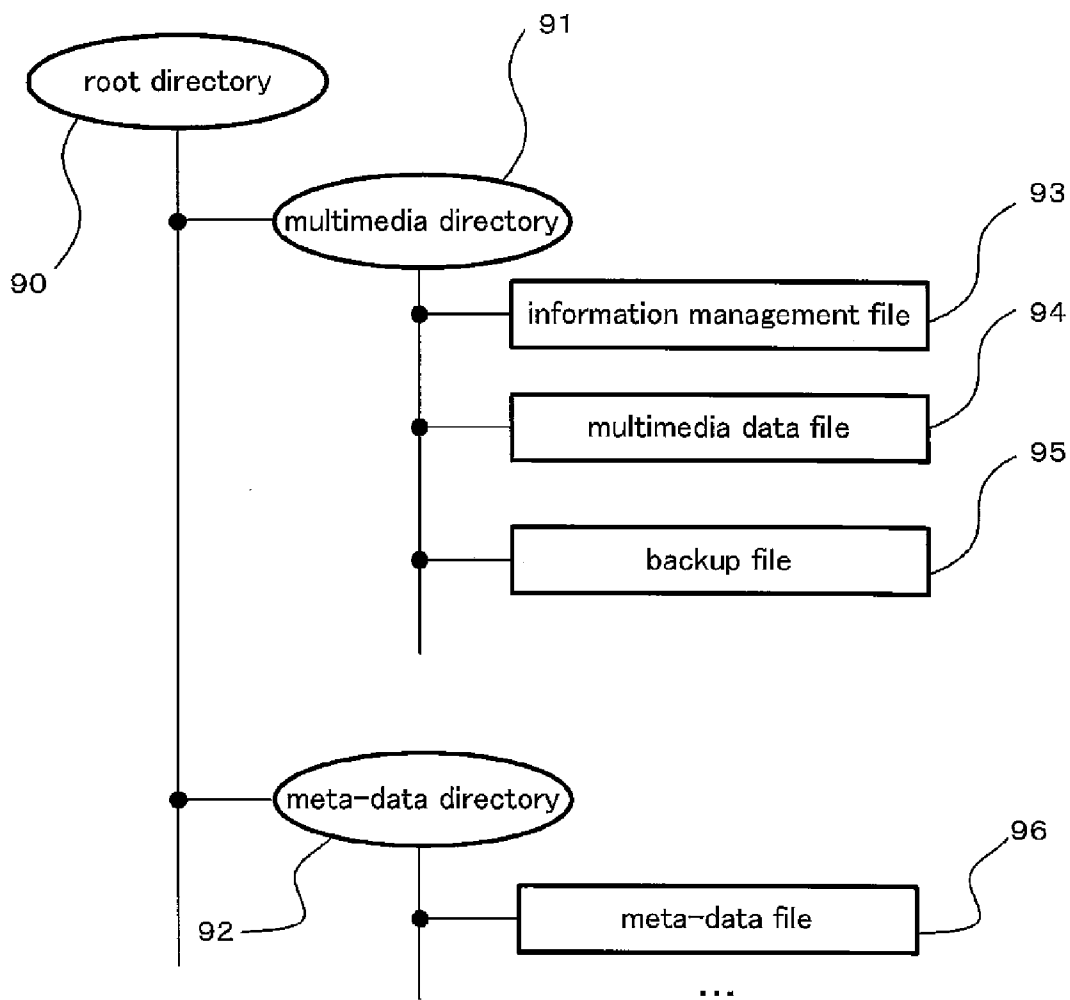 91
root directory
multimedia directory
93
90
information management file
94
multimedia data file
95
backup file
meta-data directory
96
92
meta-data file
...